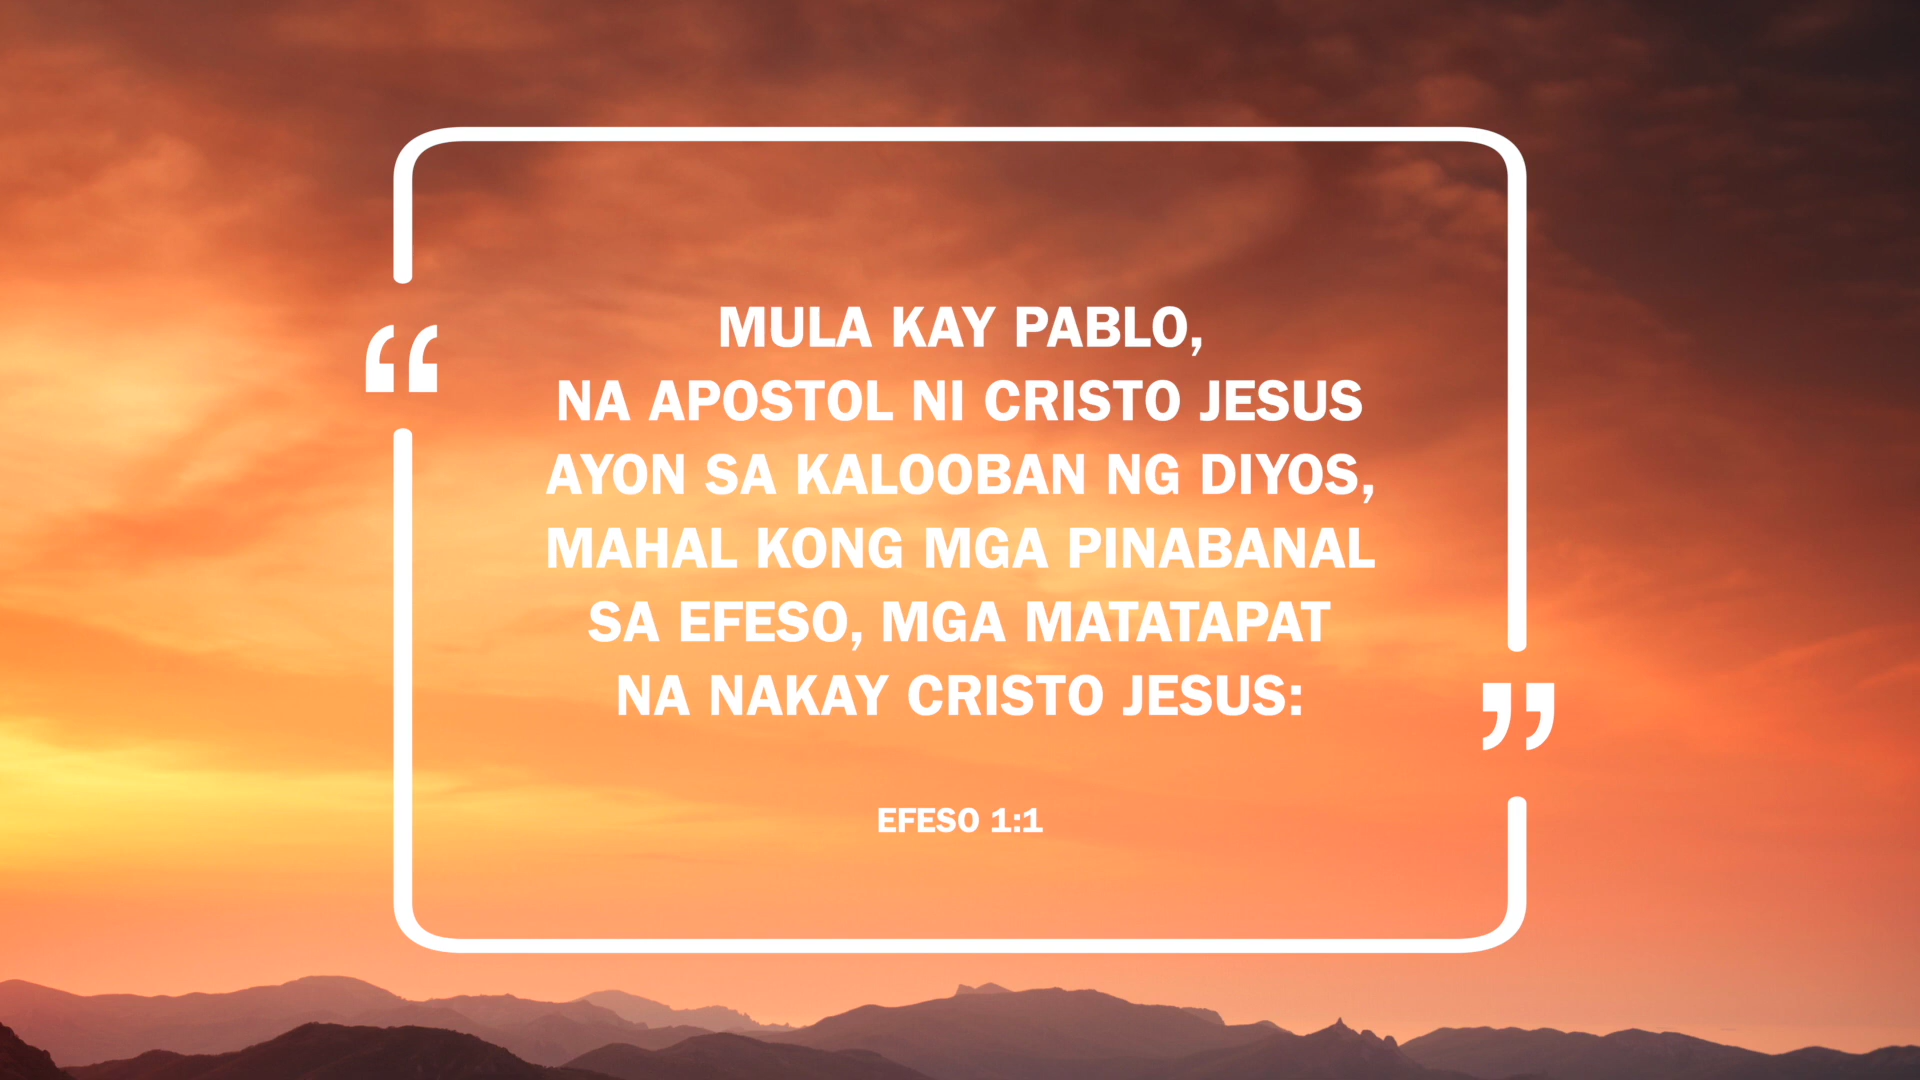 “
MULA KAY PABLO,
NA APOSTOL NI CRISTO JESUS
AYON SA KALOOBAN NG DIYOS,
MAHAL KONG MGA PINABANAL
SA EFESO, MGA MATATAPAT
NA NAKAY CRISTO JESUS:
”
EFESO 1:1